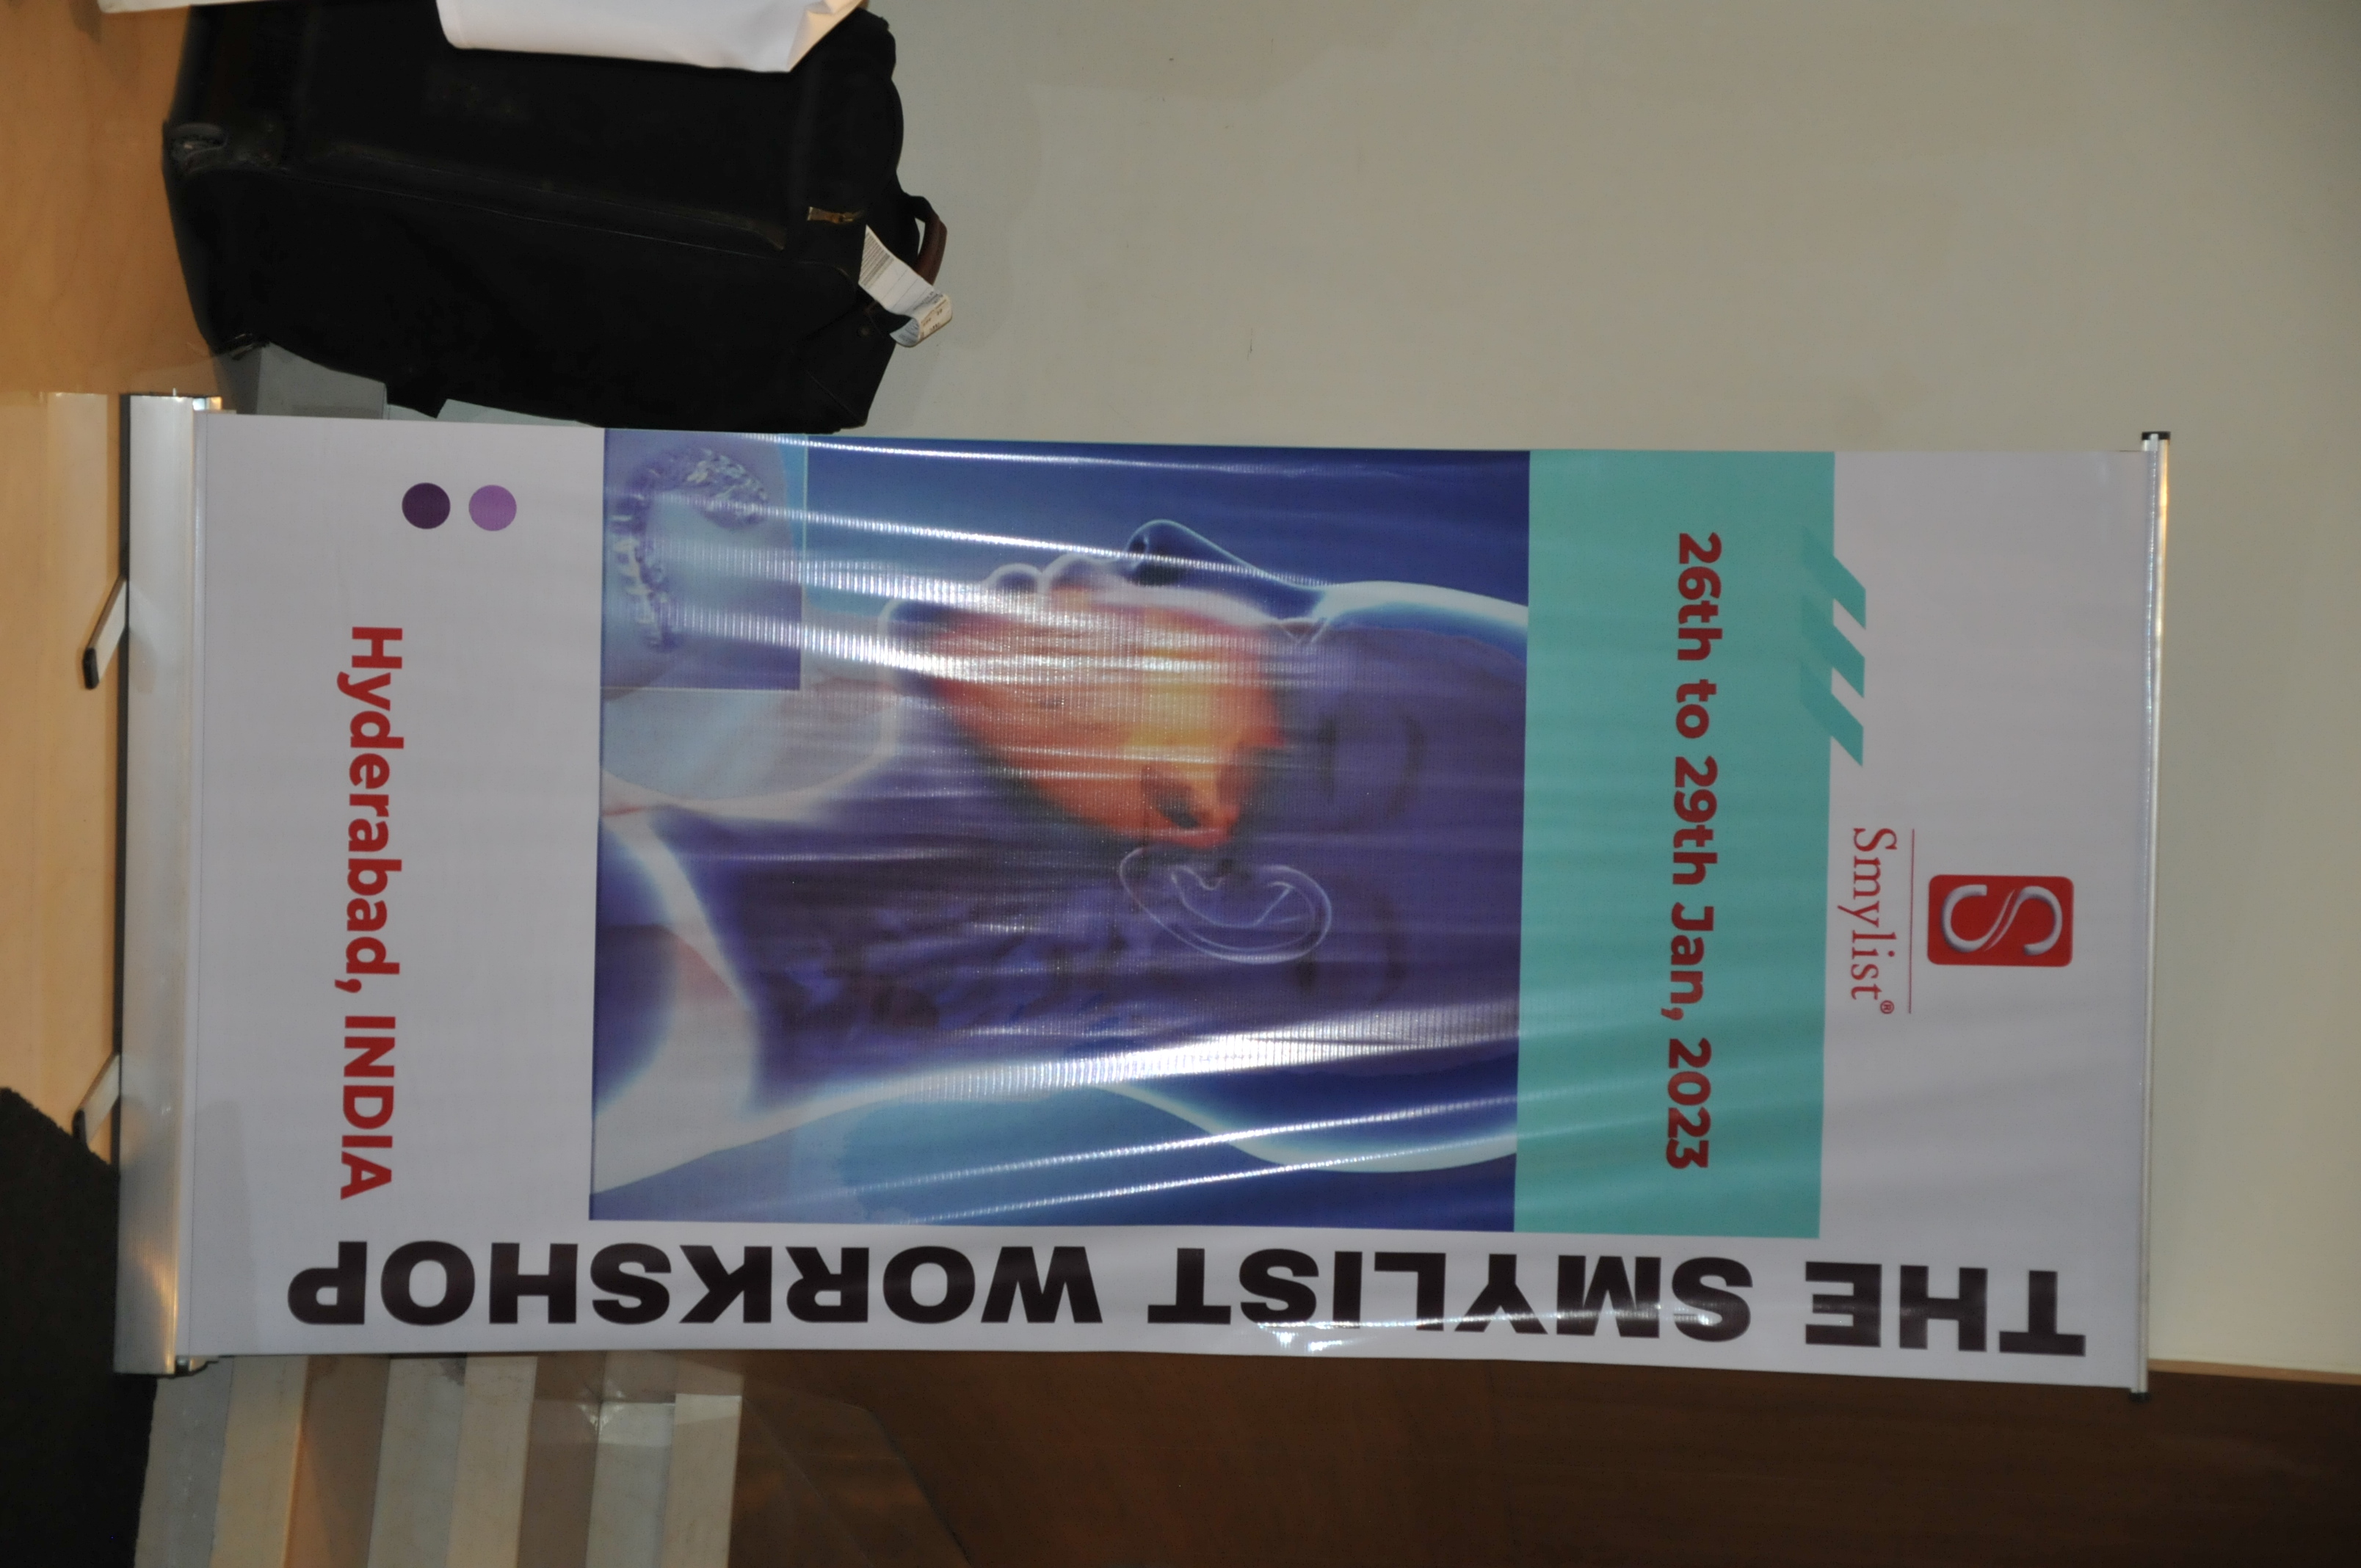 S
Smylist®
26th to 29th Jan, 2023
Hyderabad, INDIA
THE SMYLIST WORKSHOP